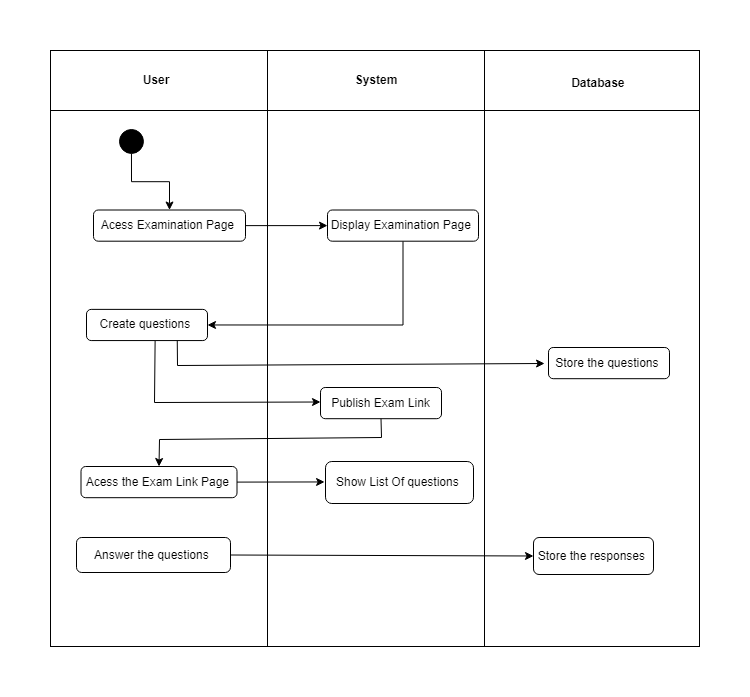 User
System
Database
Acess Examination Page
Display Examination Page
Create questions
Store the questions
Publish Exam Link
Acess the Exam Link Page
Show List Of questions
Answer the questions
Store the responses